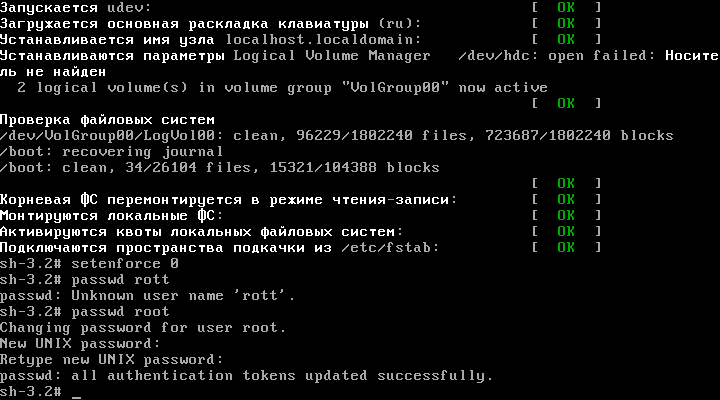 Запускается udev: [ OK ]
Загружается основная раскладка клавиатуры (ru): [ OK ]
Устанавливается имя узла localhost.localdomain: [ OK ]
Устанавливаются параметры Logical Volume Manager /dev/hdc: open failed: Носите
ль не найден
2 logical volume(s) in volume group "VolGroup00" now active
[ OK ]
Проверка файловых систем
/dev/VolGroup00/LogVol00: clean, 96229/1802240 files, 723687/1802240 blocks
/boot: recovering journal
/boot: clean, 34/26104 files, 15321/104388 blocks
[ OK ]
Корневая ФС перемонтируется в режиме чтения-записи: [ OK ]
Монтируются локальные ФС: [ OK ]
Активируются квоты локальных файловых систем: [ OK ]
Подключаются пространства подкачки из /etc/fstab: [ OK ]
sh-3.2# setenforce 0
sh-3.2# passwd rott
passwd: Unknown user name 'rott'.
sh-3.2# passwd root
Changing password for user root.
New UNIX password:
Retype new UNIX password:
passwd: all authentication tokens updated successfully.
sh-3.2# _